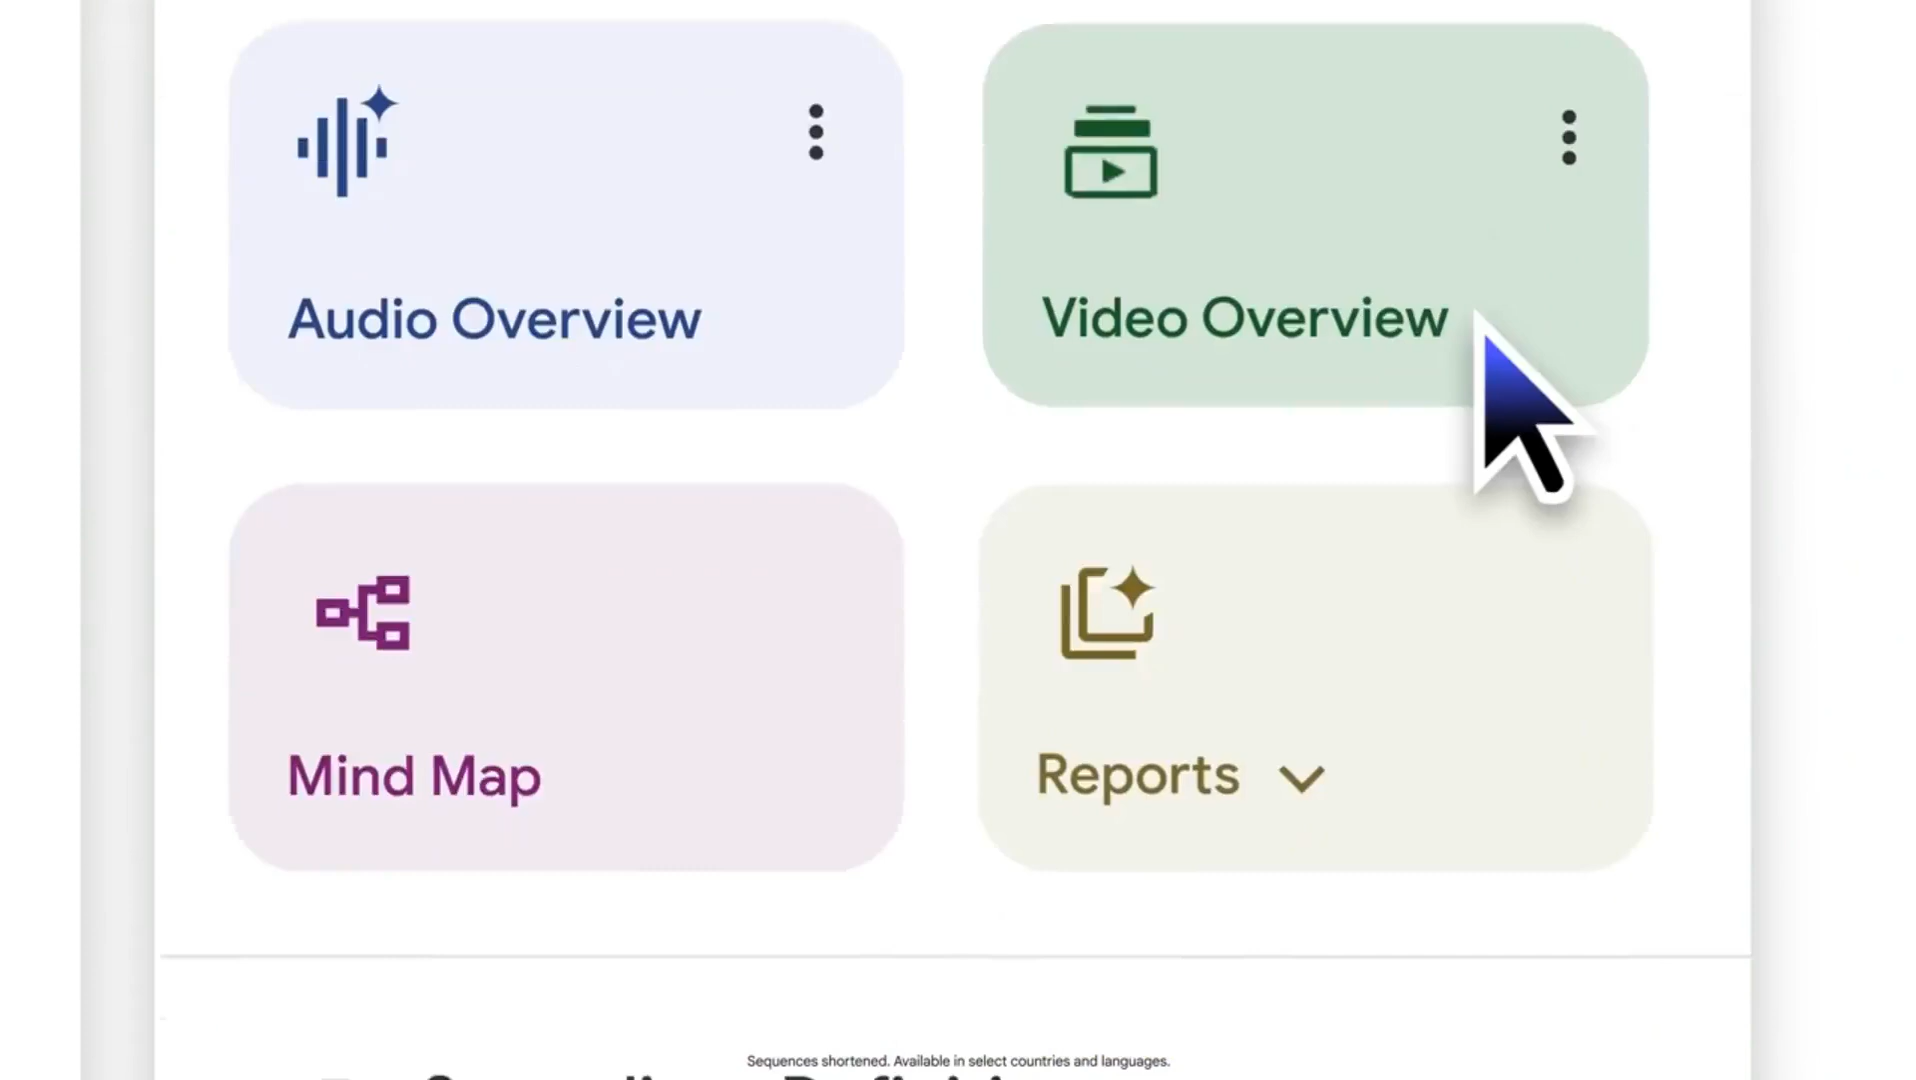 Audio Overview
Video Overview
Mind Map
Reports
Sequences shortened. Available in select countries and languages.